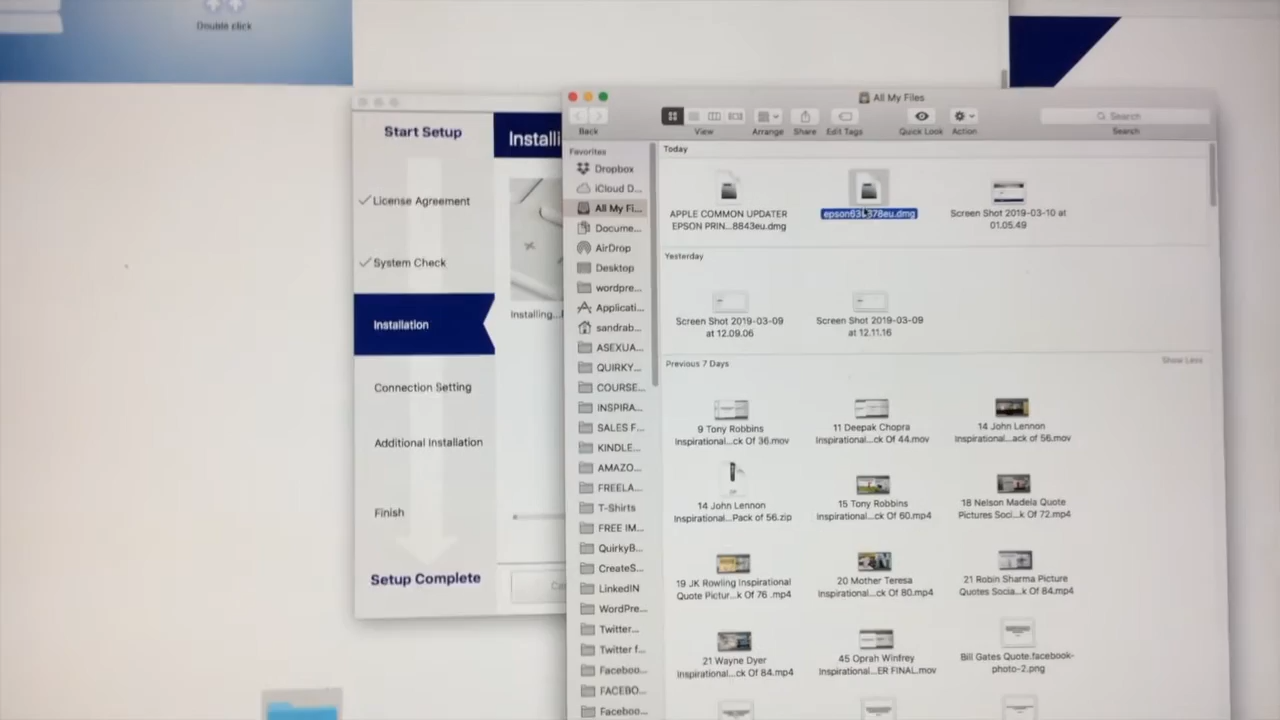 Double click
Start Setup
License Agreement
System Check
Installation
Connection Setting
Additional Installation
Finish
Setup Complete
Installi
Installing...
All My Files
Back
View
Arrange
Share
Edit Tags
Quick Look
Action
Search
Search
Favorites
Dropbox
iCloud D...
All My Fi...
Docume...
AirDrop
Desktop
wordpre...
Applicati...
sandrab...
ASEXUA...
QUIRKY...
COURSE...
INSPIRA...
SALES F...
KINDLE...
AMAZO...
FREELA...
T-Shirts
FREE IM...
QuirkyB...
CreateS...
LinkedIN
WordPre...
Twitter...
Twitter f...
Faceboo...
FACEBO...
Faceboo...
Today
APPLE COMMON UPDATER
EPSON PRIN...8843eu.dmg
Screen Shot 2019-03-10 at
01.05.49
Yesterday
Screen Shot 2019-03-09
at 12.09.06
Screen Shot 2019-03-09
at 12.11.16
Previous 7 Days
Show Less
9 Tony Robbins
Inspirational...ck Of 36.mov
11 Deepak Chopra
Inspirational...ck Of 44.mov
14 John Lennon
Inspirational...ack of 56.mov
14 John Lennon
Inspirational...Pack of 56.zip
15 Tony Robbins
Inspirational...ck Of 60.mp4
18 Nelson Madela Quote
Pictures Soci...k Of 72.mp4
19 JK Rowling Inspirational
Quote Pictur...k Of 76 .mp4
20 Mother Teresa
Inspirational...ck Of 80.mp4
21 Robin Sharma Picture
Quotes Socia...k Of 84.mp4
21 Wayne Dyer
Inspirational...ck Of 84.mp4
45 Oprah Winfrey
Inspirational...ER FINAL.mov
Bill Gates Quote.facebook-
photo-2.png